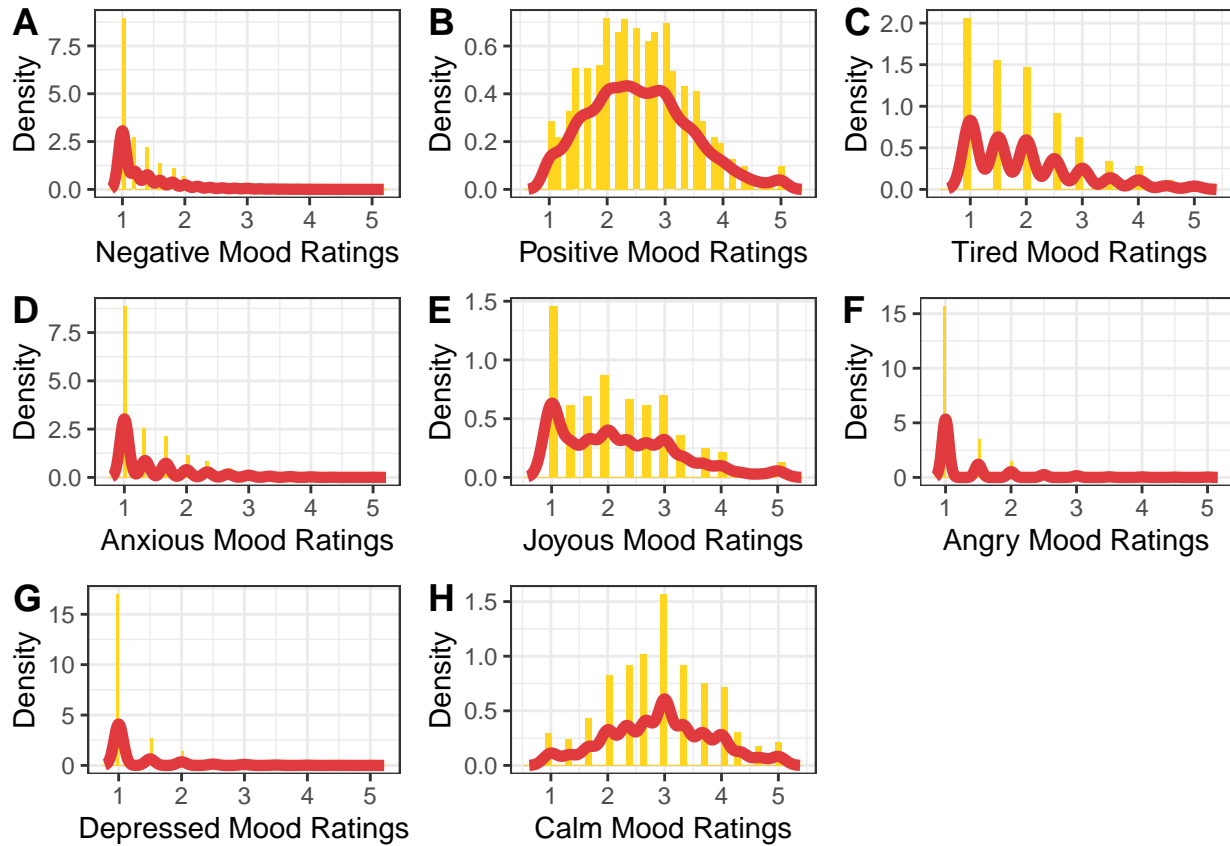 A
B
C
Density
7.5
5.0
2.5
0.0
1 2 3 4 5
Negative Mood Ratings
Density
0.6
0.4
0.2
0.0
1 2 3 4 5
Positive Mood Ratings
Density
2.0
1.5
1.0
0.5
0.0
1 2 3 4 5
Tired Mood Ratings
D
E
F
Density
7.5
5.0
2.5
0.0
1 2 3 4 5
Anxious Mood Ratings
Density
1.5
1.0
0.5
0.0
1 2 3 4 5
Joyous Mood Ratings
Density
15
10
5
0
1 2 3 4 5
Angry Mood Ratings
G
H
Density
15
10
5
0
1 2 3 4 5
Depressed Mood Ratings
Density
1.5
1.0
0.5
0.0
1 2 3 4 5
Calm Mood Ratings